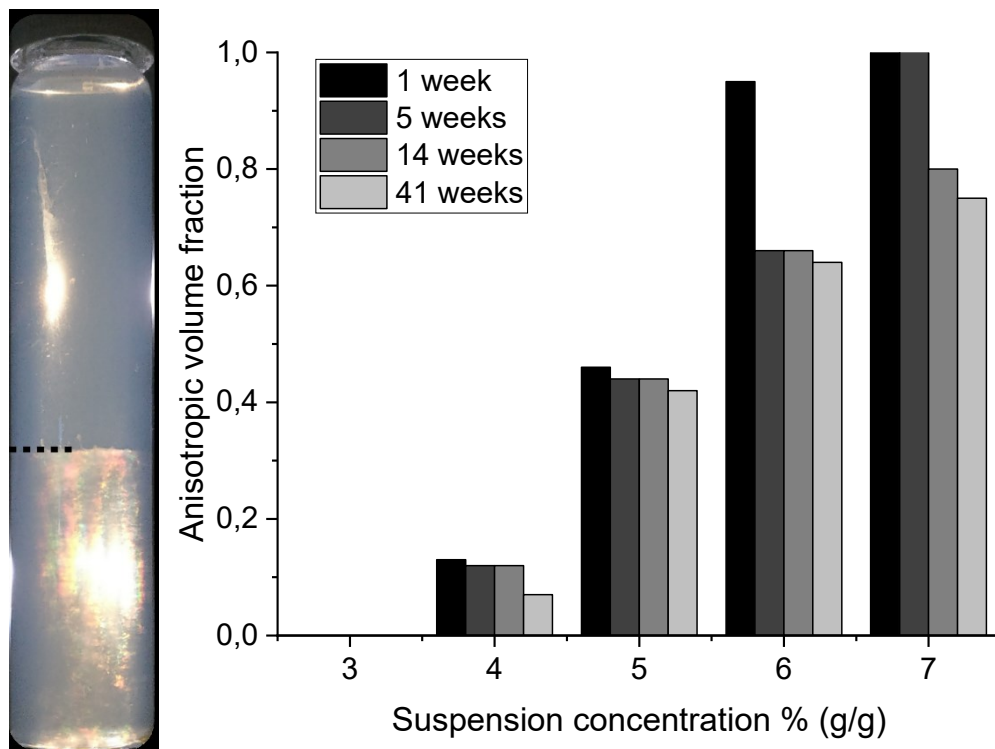 1,0
0,8
0,6
0,4
0,2
0,0
Anisotropic volume fraction
1 week
5 weeks
14 weeks
41 weeks
3 4 5 6 7
Suspension concentration % (g/g)